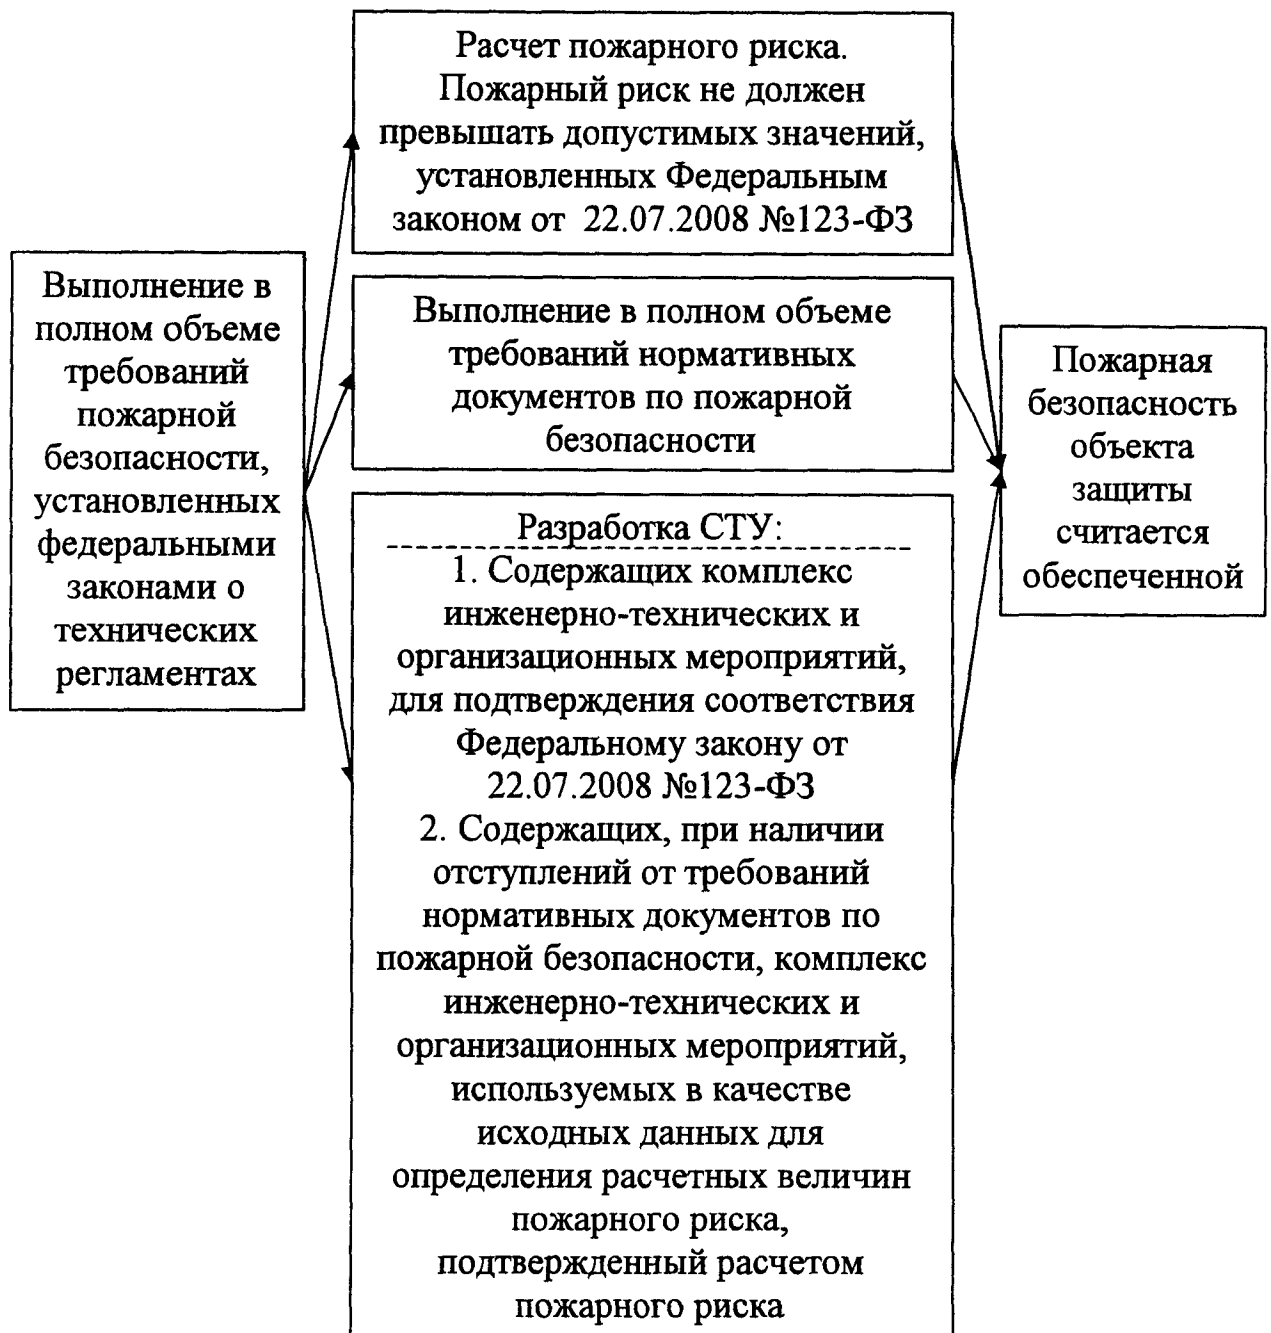 Расчет пожарного риска.
Пожарный риск не должен
превышать допустимых значений,
установленных Федеральным
законом от 22.07.2008 №123-ФЗ
Выполнение в
полном объеме
требований
пожарной
безопасности,
установленных
федеральными
законами о
технических
регламентах
Выполнение в полном объеме
требований нормативных
документов по пожарной
безопасности
Разработка СТУ:
1. Содержащих комплекс
инженерно-технических и
организационных мероприятий,
для подтверждения соответствия
Федеральному закону от
22.07.2008 №123-ФЗ
2. Содержащих, при наличии
отступлений от требований
нормативных документов по
пожарной безопасности, комплекс
инженерно-технических и
организационных мероприятий,
используемых в качестве
исходных данных для
определения расчетных величин
пожарного риска,
подтвержденный расчетом
пожарного риска
Пожарная
безопасность
объекта
защиты
считается
обеспеченной